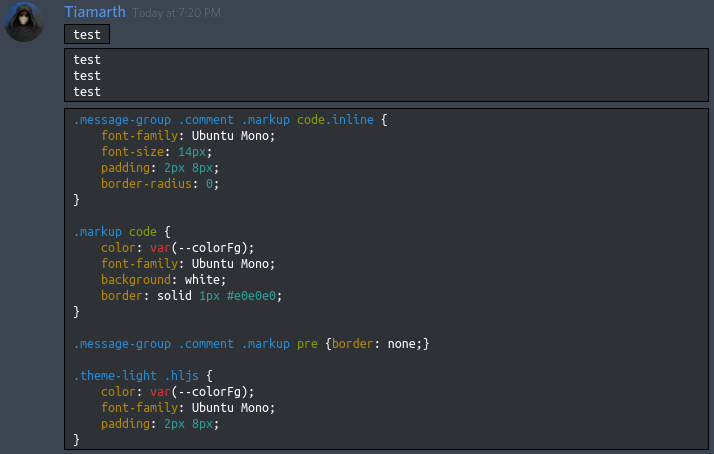 Tiamarth Today at 7:20 PM
test
test
test
test
.message-group .comment .markup code.inline {
    font-family: Ubuntu Mono;
    font-size: 14px;
    padding: 2px 8px;
    border-radius: 0;
}

.markup code {
    color: var(--colorFg);
    font-family: Ubuntu Mono;
    background: white;
    border: solid 1px #e0e0e0;
}

.message-group .comment .markup pre {border: none;}

.theme-light .hljs {
    color: var(--colorFg);
    font-family: Ubuntu Mono;
    padding: 2px 8px;
}